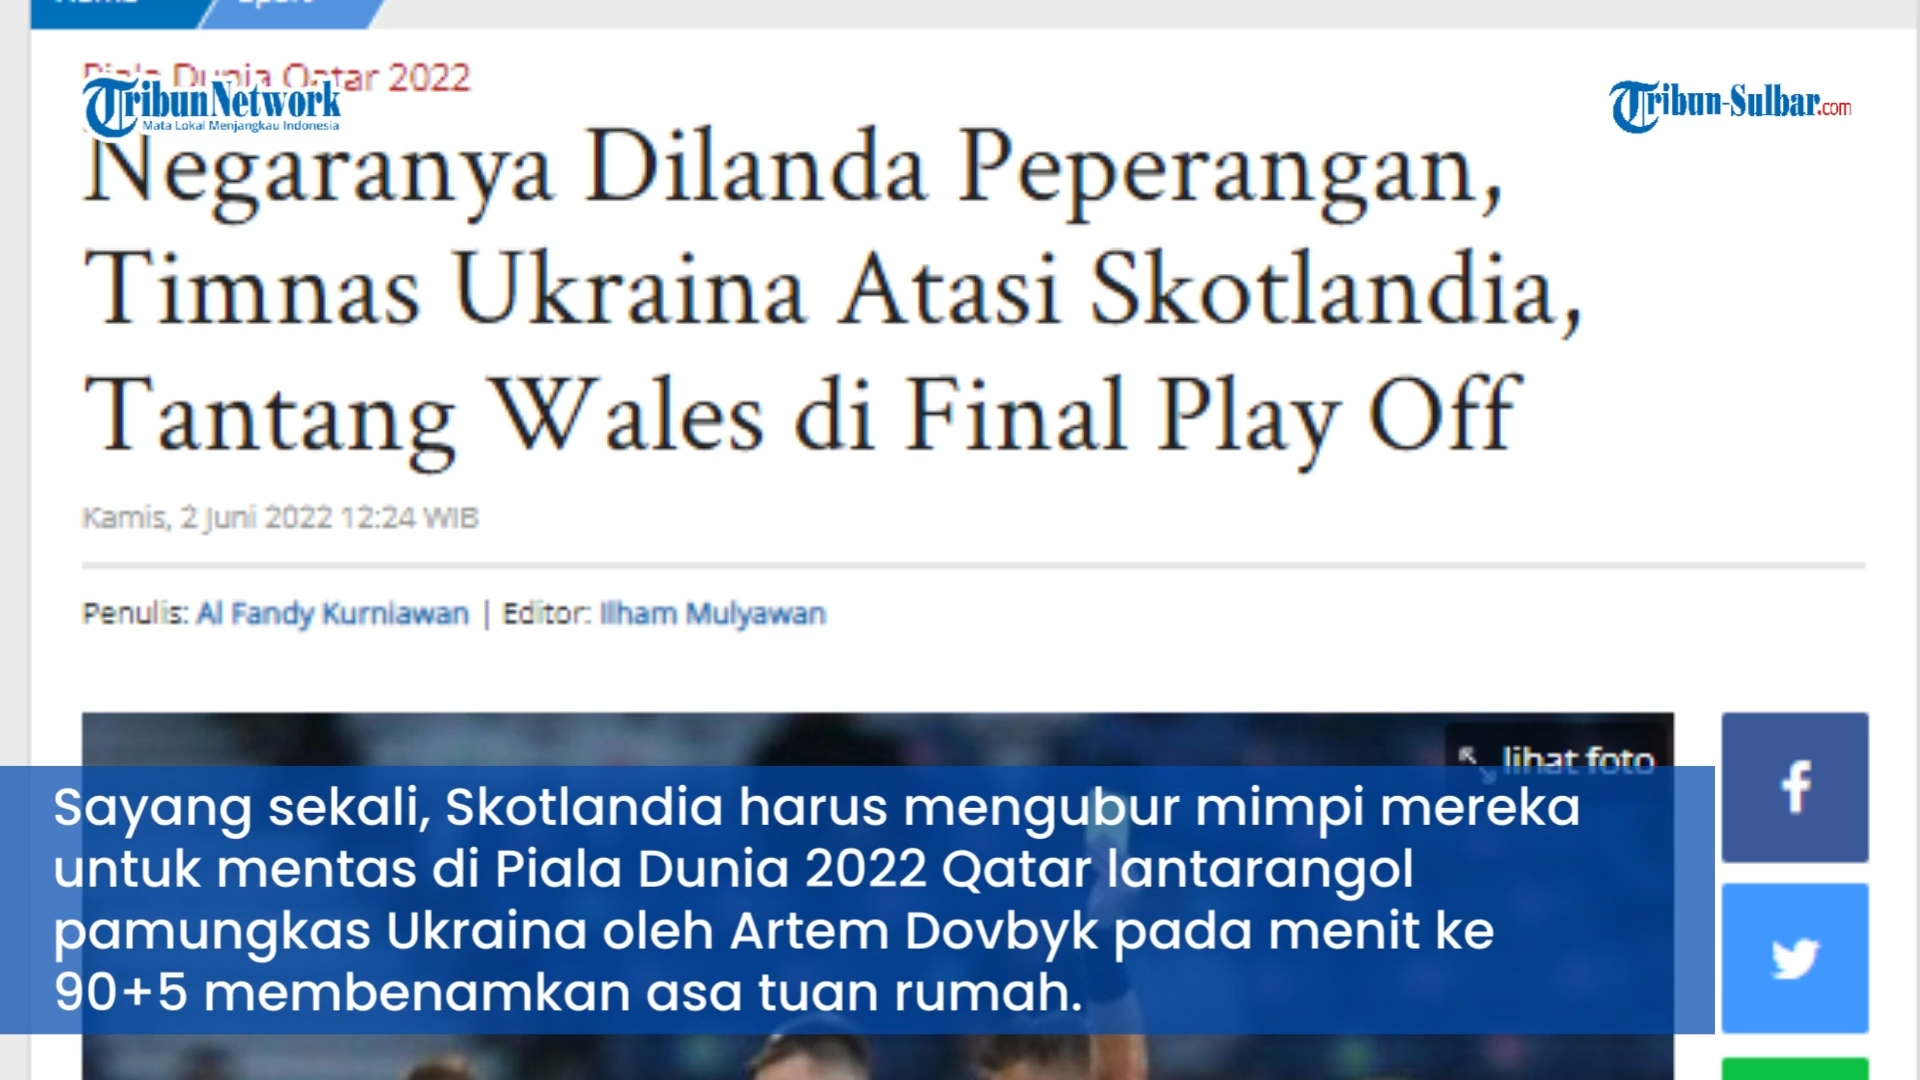 Piala Dunia Qatar 2022
TribunNetwork
Mata Lokal Menjangkau Indonesia
Tribun-Sulbar.com
Negaranya Dilanda Peperangan,
Timnas Ukraina Atasi Skotlandia,
Tantang Wales di Final Play Off
Kamis, 2 Juni 2022 12:24 WIB
Penulis: Al Fandy Kurniawan | Editor: Ilham Mulyawan
lihat foto
Sayang sekali, Skotlandia harus mengubur mimpi mereka
untuk mentas di Piala Dunia 2022 Qatar lantarangol
pamungkas Ukraina oleh Artem Dovbyk pada menit ke
90+5 membenamkan asa tuan rumah.